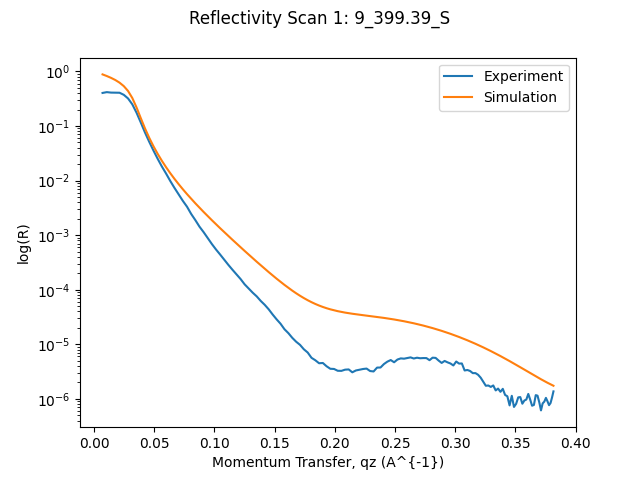 Reflectivity Scan 1: 9_399.39_S
Experiment
Simulation
10^0
10^−1
10^−2
10^−3
10^−4
10^−5
10^−6
log(R)
0.00 0.05 0.10 0.15 0.20 0.25 0.30 0.35 0.40
Momentum Transfer, qz (A^{-1})